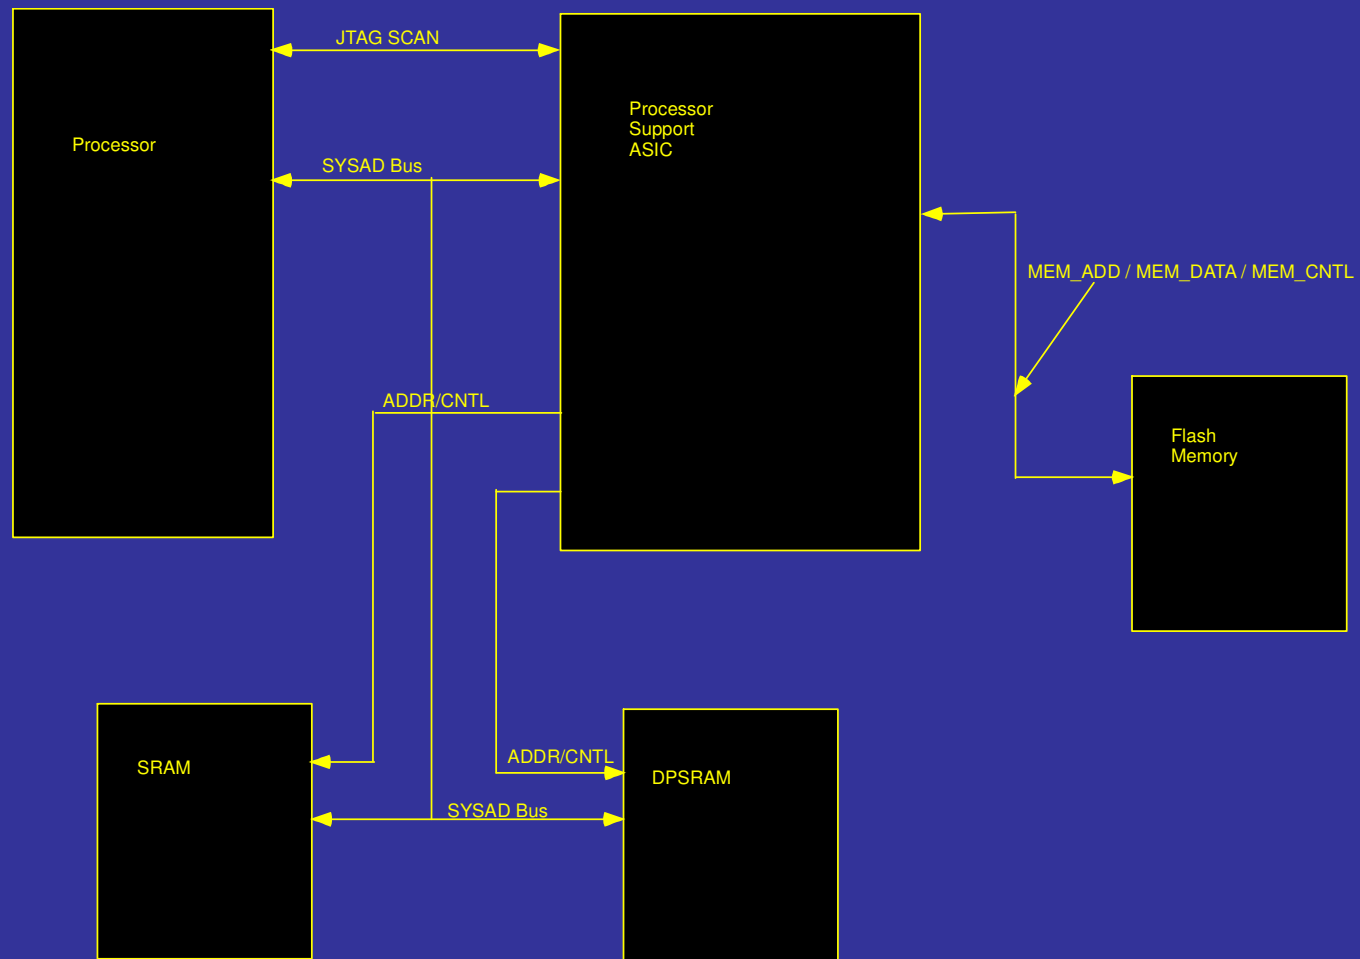 JTAG SCAN
Processor
Support
ASIC
Processor
SYSAD Bus
MEM_ADD / MEM_DATA / MEM_CNTL
ADDR/CNTL
Flash
Memory
ADDR/CNTL
SRAM
DPSRAM
SYSAD Bus